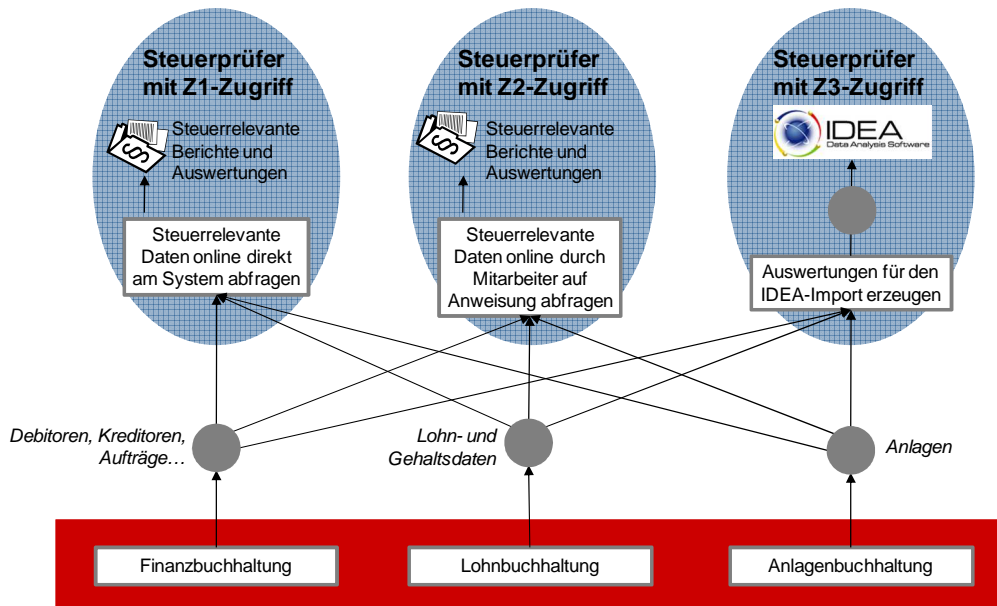 Steuerprüfer
mit Z1-Zugriff
§
Steuerrelevante
Berichte und
Auswertungen
Steuerrelevante
Daten online direkt
am System abfragen
Steuerprüfer
mit Z2-Zugriff
§
Steuerrelevante
Berichte und
Auswertungen
Steuerrelevante
Daten online durch
Mitarbeiter auf
Anweisung abfragen
Steuerprüfer
mit Z3-Zugriff
IDEA
Data Analysis Software
Auswertungen für den
IDEA-Import erzeugen
Debitoren, Kreditoren,
Aufträge…
Lohn- und
Gehaltsdaten
Anlagen
Finanzbuchhaltung
Lohnbuchhaltung
Anlagenbuchhaltung